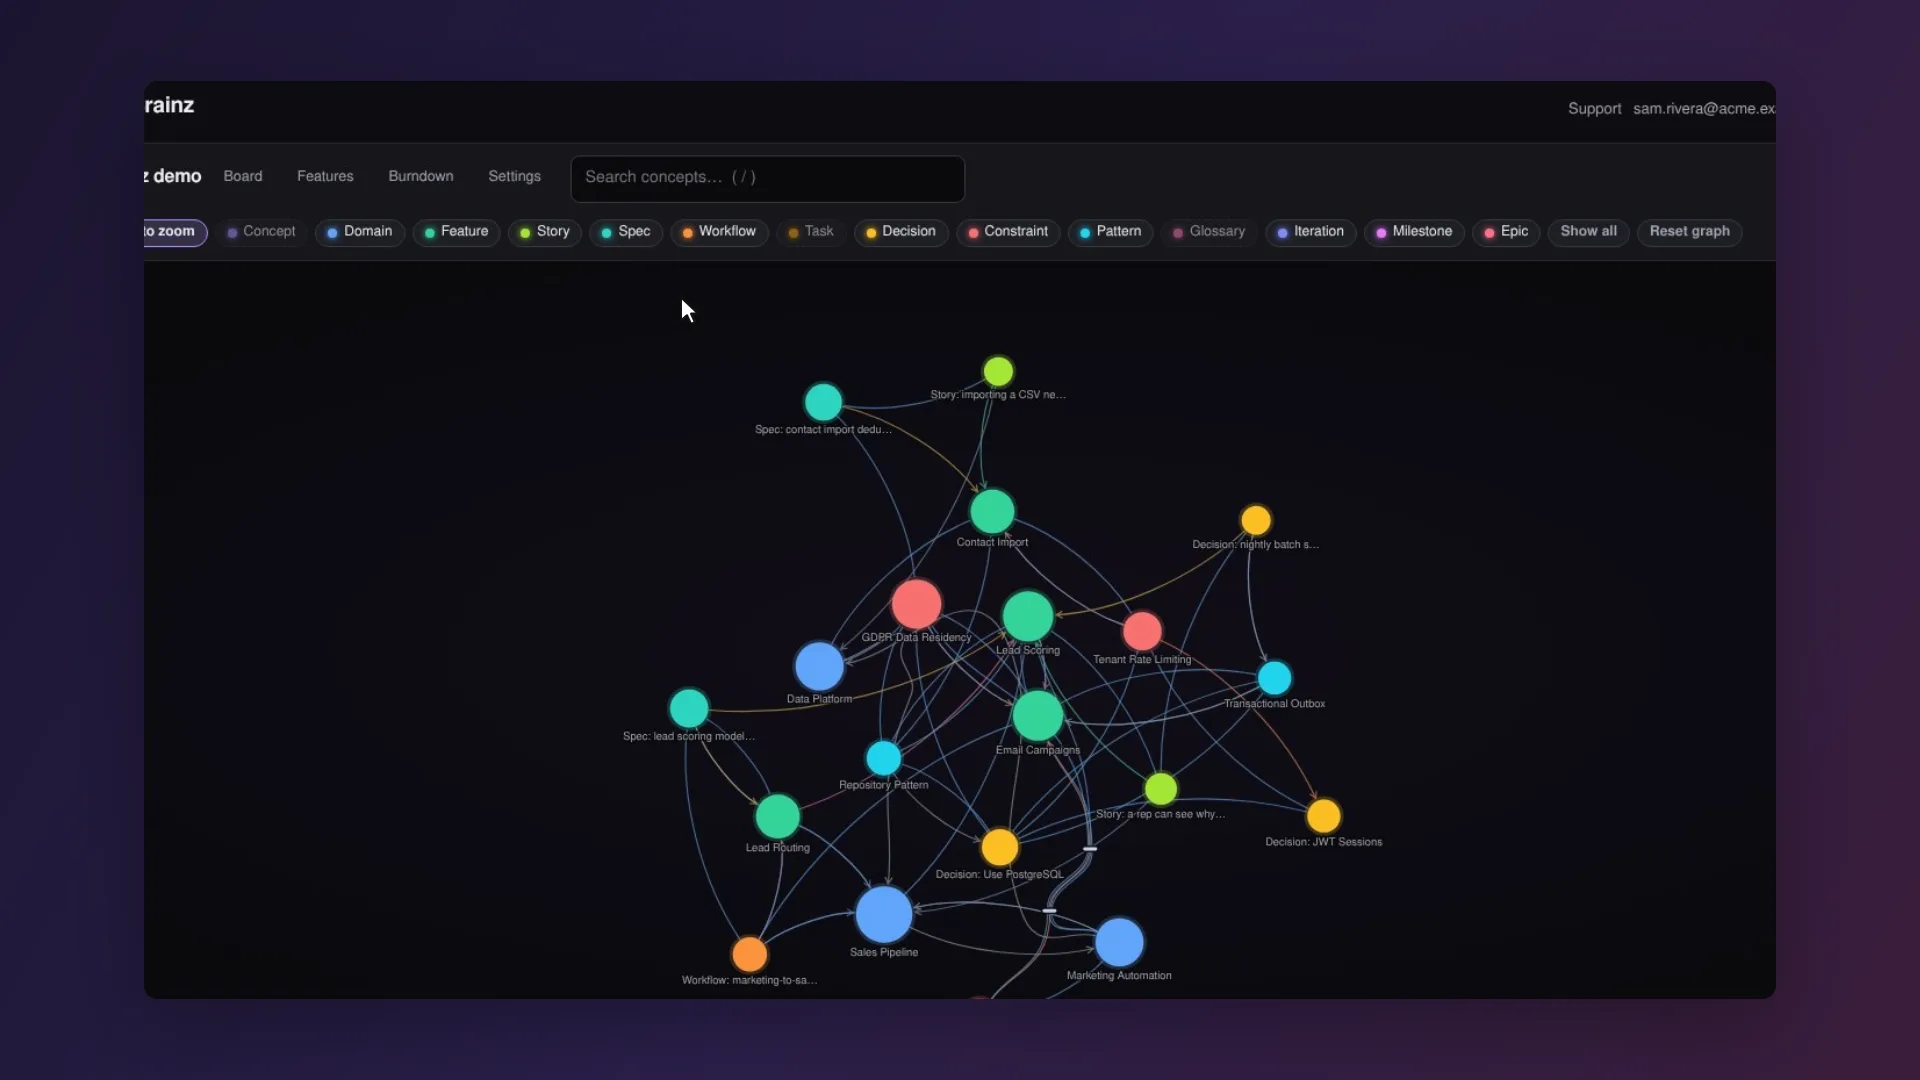 rainz
Support sam.rivera@acme.ex
z demo Board Features Burndown Settings Search concepts... ( / )
to zoom Concept Domain Feature Story Spec Workflow Task Decision Constraint Pattern Glossary Iteration Milestone Epic Show all Reset graph
Story: importing a CSV ne...
Spec: contact import dedu...
Contact Import
Decision: nightly batch s...
GDPR Data Residency
Lead Scoring
Tenant Rate Limiting
Data Platform
Transactional Outbox
Spec: lead scoring model...
Email Campaigns
Repository Pattern
Story: a rep can see why...
Decision: JWT Sessions
Lead Routing
Decision: Use PostgreSQL
Sales Pipeline
Marketing Automation
Workflow: marketing-to-sa...